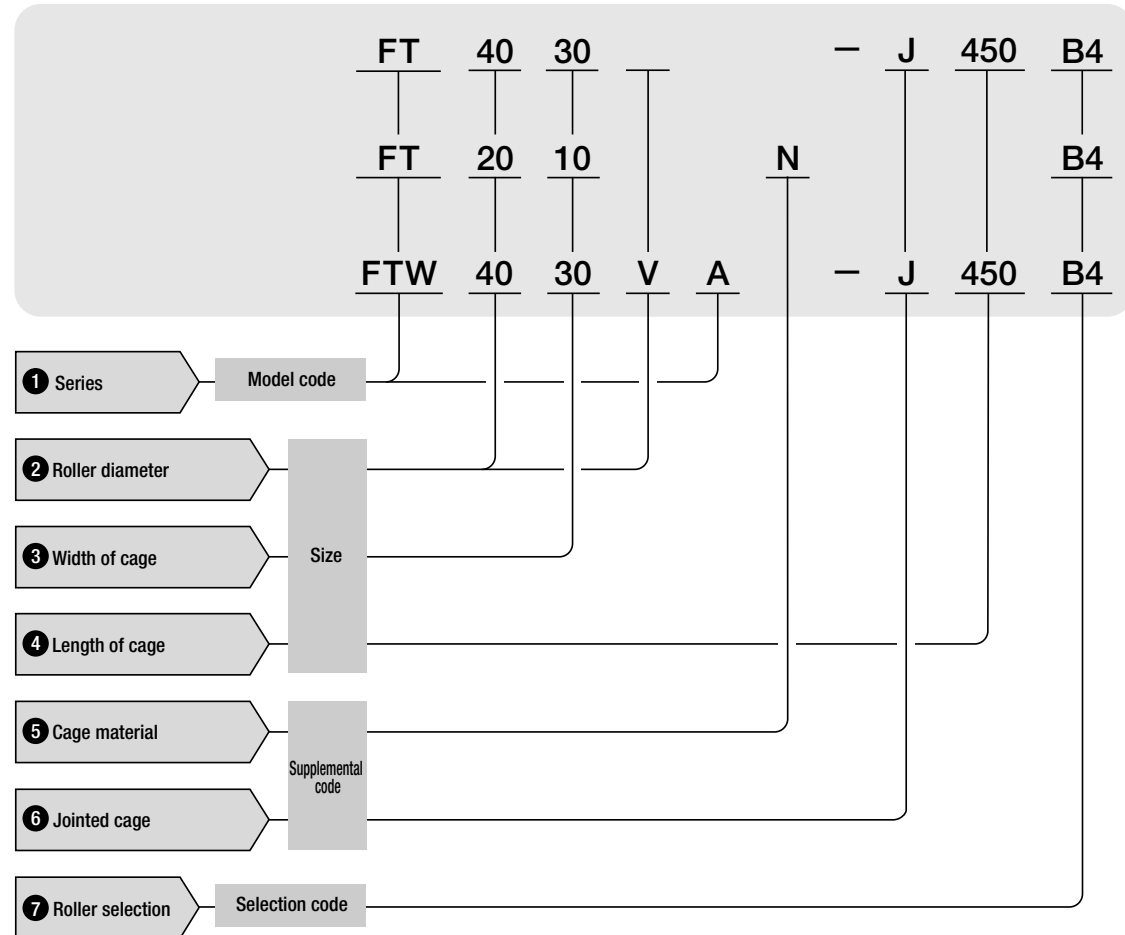 FT 40 30 – J 450 B4
FT 20 10 N B4
FTW 40 30 V A – J 450 B4
1 Series Model code
2 Roller diameter
3 Width of cage Size
4 Length of cage
5 Cage material
Supplemental
code
6 Jointed cage
7 Roller selection Selection code